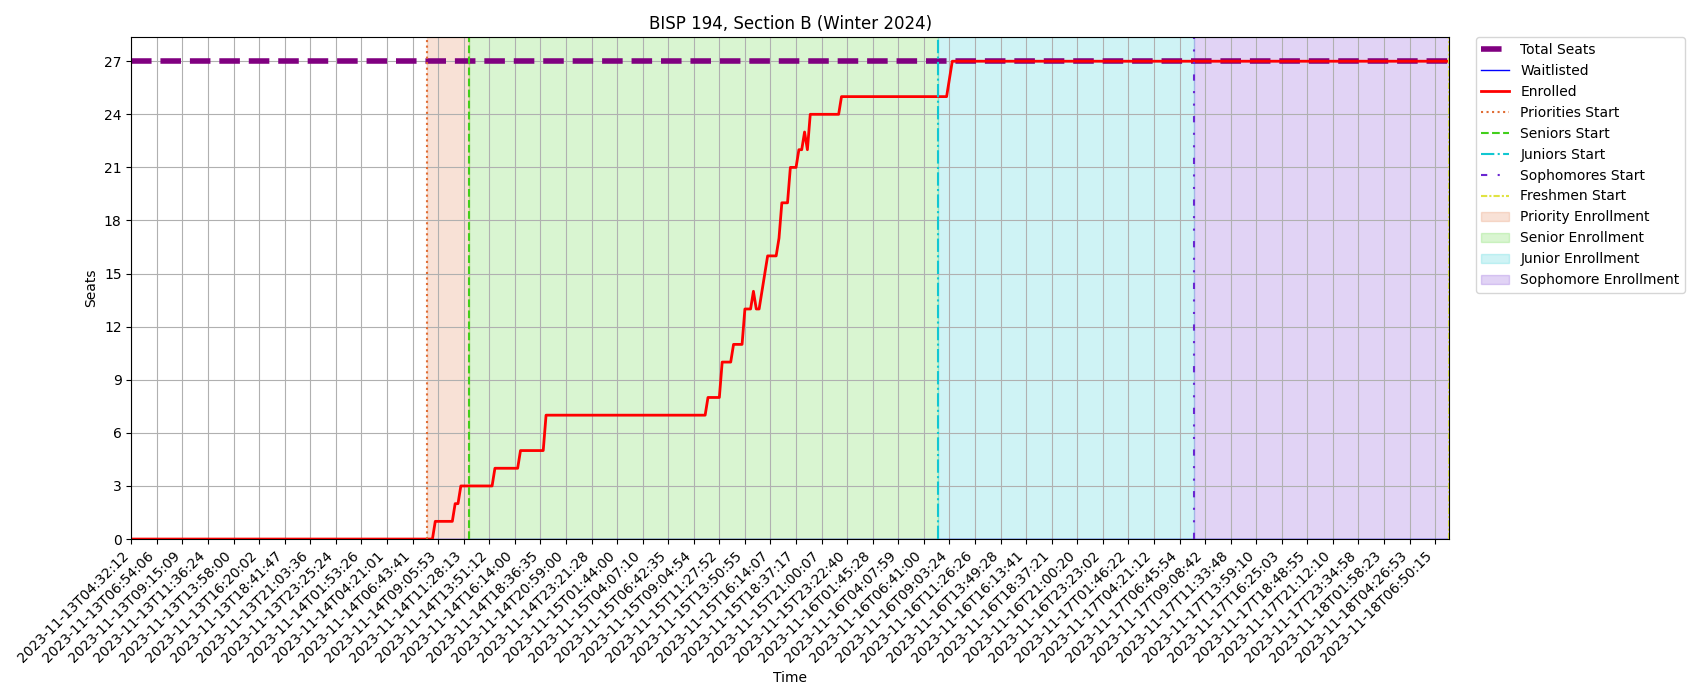 BISP 194, Section B (Winter 2024)
Seats
27
24
21
18
15
12
9
6
3
0
2023-11-13T04:32:12
2023-11-13T06:54:06
2023-11-13T09:15:09
2023-11-13T11:36:24
2023-11-13T13:58:00
2023-11-13T16:20:02
2023-11-13T18:41:47
2023-11-13T21:03:36
2023-11-13T23:25:24
2023-11-14T01:53:26
2023-11-14T04:21:01
2023-11-14T06:43:41
2023-11-14T09:05:53
2023-11-14T11:28:13
2023-11-14T13:51:12
2023-11-14T16:14:00
2023-11-14T18:36:35
2023-11-14T20:59:00
2023-11-14T23:21:28
2023-11-15T01:44:00
2023-11-15T04:07:10
2023-11-15T06:42:35
2023-11-15T09:04:54
2023-11-15T11:27:52
2023-11-15T13:50:55
2023-11-15T16:14:07
2023-11-15T18:37:17
2023-11-15T21:00:07
2023-11-15T23:22:40
2023-11-16T01:45:28
2023-11-16T04:07:59
2023-11-16T06:41:00
2023-11-16T09:03:24
2023-11-16T11:26:26
2023-11-16T13:49:28
2023-11-16T16:13:41
2023-11-16T18:37:21
2023-11-16T21:00:20
2023-11-16T23:23:02
2023-11-17T01:46:22
2023-11-17T04:21:12
2023-11-17T06:45:54
2023-11-17T09:08:42
2023-11-17T11:33:48
2023-11-17T13:59:10
2023-11-17T16:25:03
2023-11-17T18:48:55
2023-11-17T21:12:10
2023-11-17T23:34:58
2023-11-18T01:58:23
2023-11-18T04:26:53
2023-11-18T06:50:15
Time
Total Seats
Waitlisted
Enrolled
Priorities Start
Seniors Start
Juniors Start
Sophomores Start
Freshmen Start
Priority Enrollment
Senior Enrollment
Junior Enrollment
Sophomore Enrollment